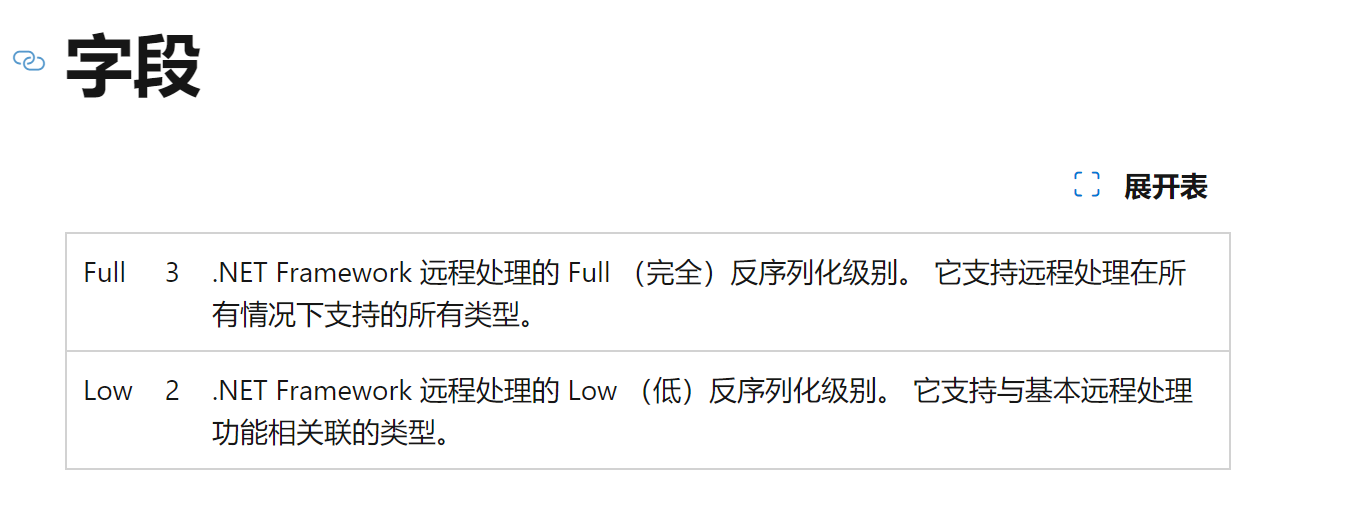 字段
展开表
Full 3 .NET Framework 远程处理的 Full （完全）反序列化级别。 它支持远程处理在所
有情况下支持的所有类型。
Low 2 .NET Framework 远程处理的 Low （低）反序列化级别。 它支持与基本远程处理
功能相关联的类型。